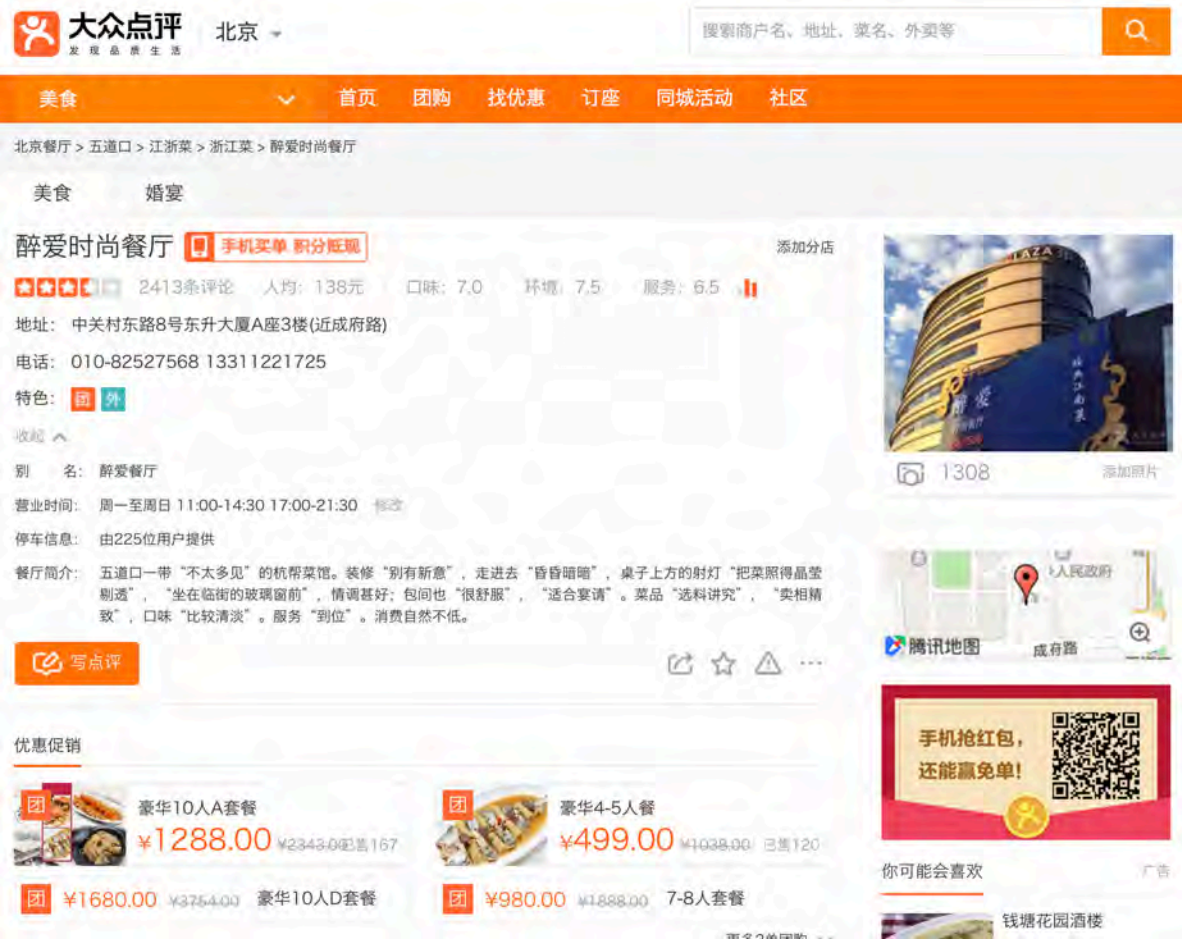 大众点评
发现品质生活
北京
搜索商户名、地址、菜名、外卖等
美食 首页 团购 找优惠 订座 同城活动 社区
北京餐厅 > 五道口 > 江浙菜 > 浙江菜 > 醉爱时尚餐厅
美食 婚宴
醉爱时尚餐厅 手机买单 积分抵现 添加分店
2413条评论 人均: 138元 口味: 7.0 环境: 7.5 服务: 6.5
地址: 中关村东路8号东升大厦A座3楼(近成府路)
电话: 010-82527568 13311221725
特色: 团 外
收起
别 名: 醉爱餐厅
营业时间: 周一至周日 11:00-14:30 17:00-21:30 修改
停车信息: 由225位用户提供
餐厅简介: 五道口一带“不太多见”的杭帮菜馆。装修“别有新意”，走进去“昏昏暗暗”，桌子上方的射灯“把菜照得晶莹
剔透”，“坐在临街的玻璃窗前”，情调甚好；包间也“很舒服”，“适合宴请”。菜品“选料讲究”，“卖相精
致”，口味“比较清淡”。服务“到位”。消费自然不低。
写点评
优惠促销
团 豪华10人A套餐
¥1288.00 ¥2343.00 已售167
团 豪华4-5人餐
¥499.00 ¥1038.00 已售120
团 ¥1680.00 ¥3754.00 豪华10人D套餐
团 ¥980.00 ¥1888.00 7-8人套餐
更多2单团购
PLAZA
醉爱
江南菜
1308 添加照片
人民政府
腾讯地图
成府路
手机抢红包，
还能赢免单!
你可能会喜欢 广告
钱塘花园酒楼